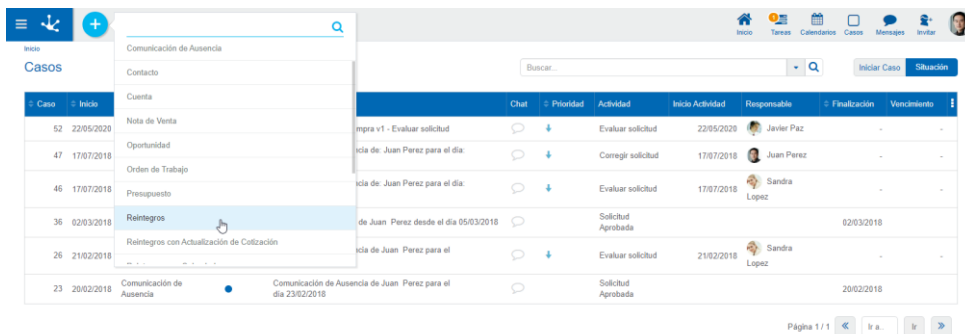 1
Inicio
Tareas
Calendarios
Casos
Mensajes
Invitar
Inicio
Casos
Buscar...
Iniciar Caso
Situación
Comunicación de Ausencia
Contacto
Cuenta
Nota de Venta
Oportunidad
Orden de Trabajo
Presupuesto
Reintegros
Reintegros con Actualización de Cotización
Caso Inicio Chat Prioridad Actividad Inicio Actividad Responsable Finalización Vencimiento
52 22/05/2020 mpra v1 - Evaluar solicitud Evaluar solicitud 22/05/2020 Javier Paz - -
47 17/07/2018 ncia de: Juan Perez para el día: Corregir solicitud 17/07/2018 Juan Perez - -
46 17/07/2018 ncia de: Juan Perez para el día: Evaluar solicitud 17/07/2018 Sandra
Lopez - -
36 02/03/2018 de Juan Perez desde el día 05/03/2018 Solicitud
Aprobada 02/03/2018 -
26 21/02/2018 ncia de Juan Perez para el Evaluar solicitud 21/02/2018 Sandra
Lopez - -
23 20/02/2018 Comunicación de
Ausencia
Comunicación de Ausencia de Juan Perez para el
día 23/02/2018
Solicitud
Aprobada 20/02/2018 -
Página 1 / 1 « Ir a... Ir »